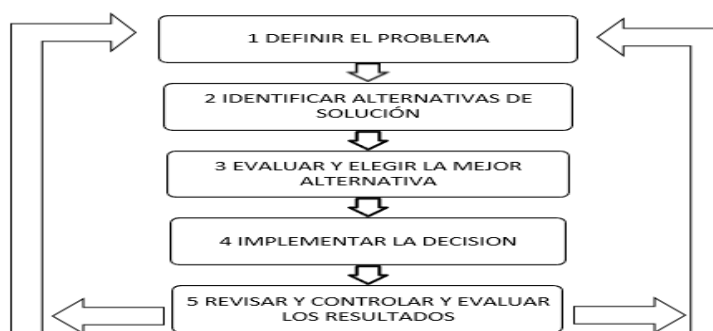 1 DEFINIR EL PROBLEMA
2 IDENTIFICAR ALTERNATIVAS DE
SOLUCIÓN
3 EVALUAR Y ELEGIR LA MEJOR
ALTERNATIVA
4 IMPLEMENTAR LA DECISION
5 REVISAR Y CONTROLAR Y EVALUAR
LOS RESULTADOS